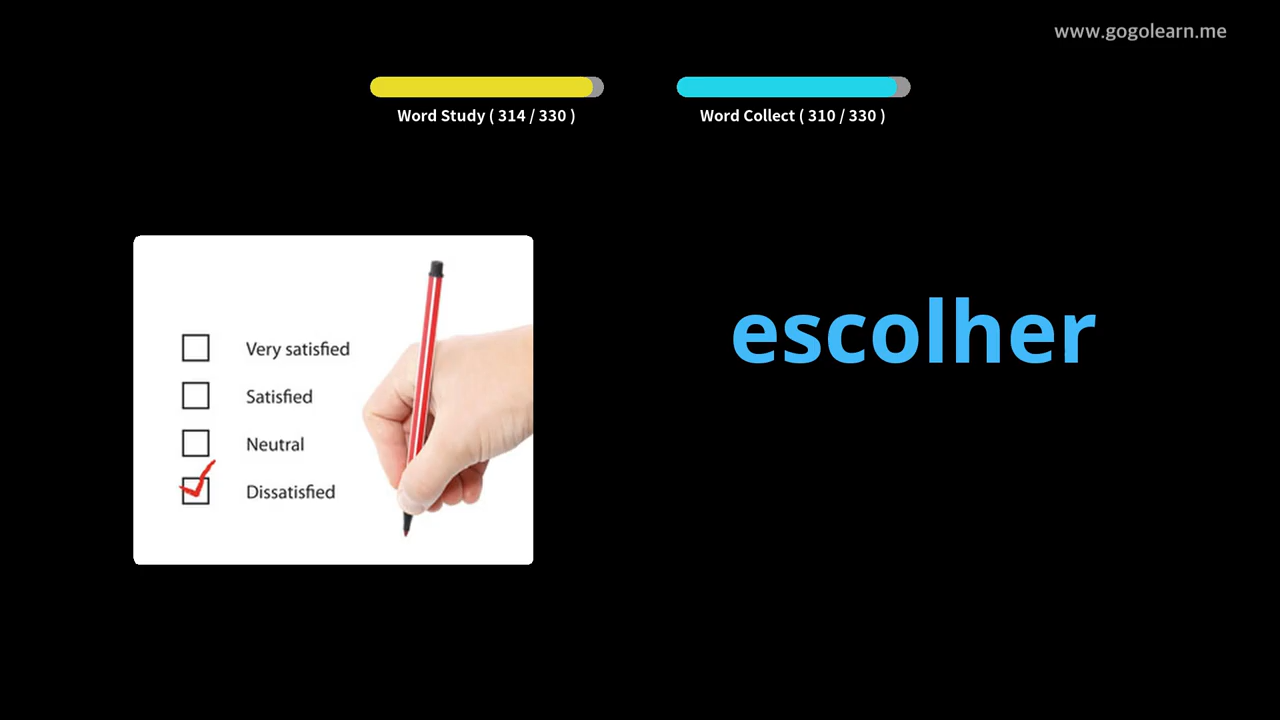 www.gogolearn.me
Word Study ( 314 / 330 )
Word Collect ( 310 / 330 )
Very satisfied
Satisfied
Neutral
Dissatisfied
escolher